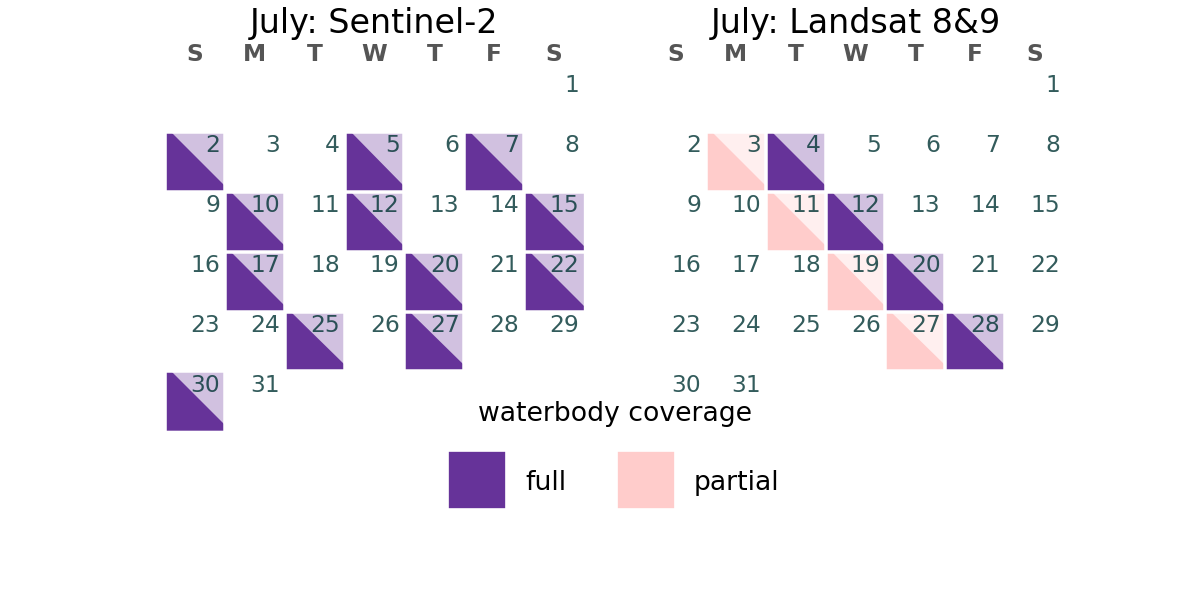 July: Sentinel-2
S M T W T F S
1
2 3 4 5 6 7 8
9 10 11 12 13 14 15
16 17 18 19 20 21 22
23 24 25 26 27 28 29
30 31
July: Landsat 8&9
S M T W T F S
1
2 3 4 5 6 7 8
9 10 11 12 13 14 15
16 17 18 19 20 21 22
23 24 25 26 27 28 29
30 31
waterbody coverage
full partial